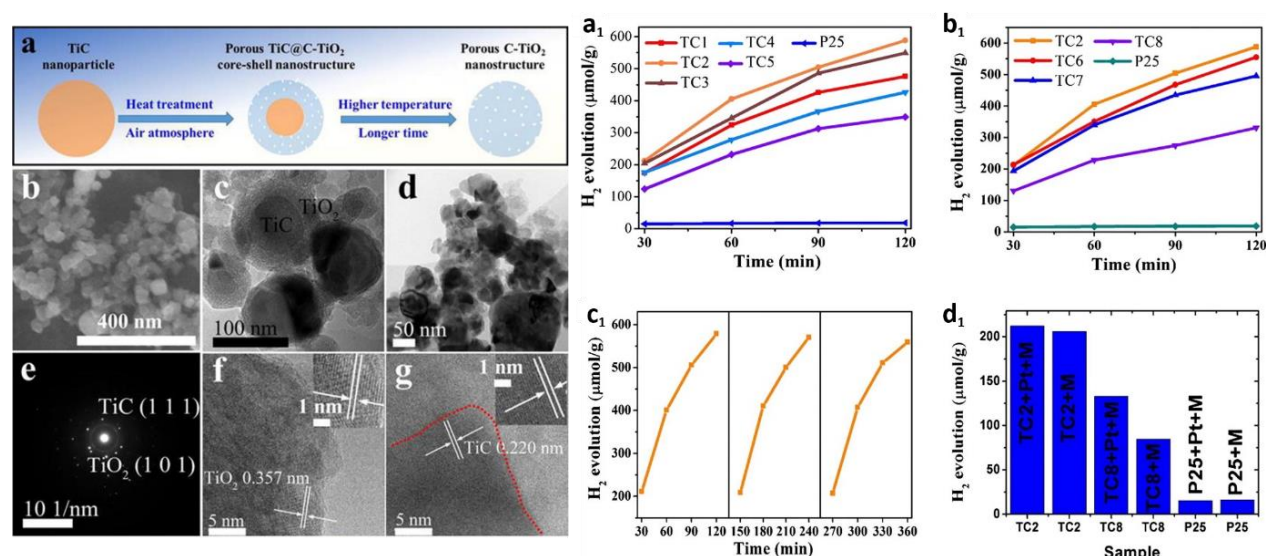 a
TiC
nanoparticle
Porous TiC@C-TiO2
core-shell nanostructure
Porous C-TiO2
nanostructure
Heat treatment
Air atmosphere
Higher temperature
Longer time
b
400 nm
c
TiO2
TiC
100 nm
d
50 nm
e
TiC (1 1 1)
TiO2 (1 0 1)
10 1/nm
f
1 nm
TiO2 0.357 nm
5 nm
g
1 nm
TiC 0.220 nm
5 nm
a1
H2 evolution (μmol/g)
600
500
400
300
200
100
0
TC1 TC4 P25
TC2 TC5
TC3
30 60 90 120
Time (min)
b1
H2 evolution (μmol/g)
600
500
400
300
200
100
0
TC2 TC8
TC6 P25
TC7
30 60 90 120
Time (min)
c1
H2 evolution (μmol/g)
600
500
400
300
200
30 60 90 120 150 180 210 240 270 300 330 360
Time (min)
d1
H2 evolution (μmol/g)
200
150
100
50
0
TC2+Pt+M
TC2+M
TC8+Pt+M
TC8+M
P25+Pt+M
P25+M
TC2 TC2 TC8 TC8 P25 P25
Sample